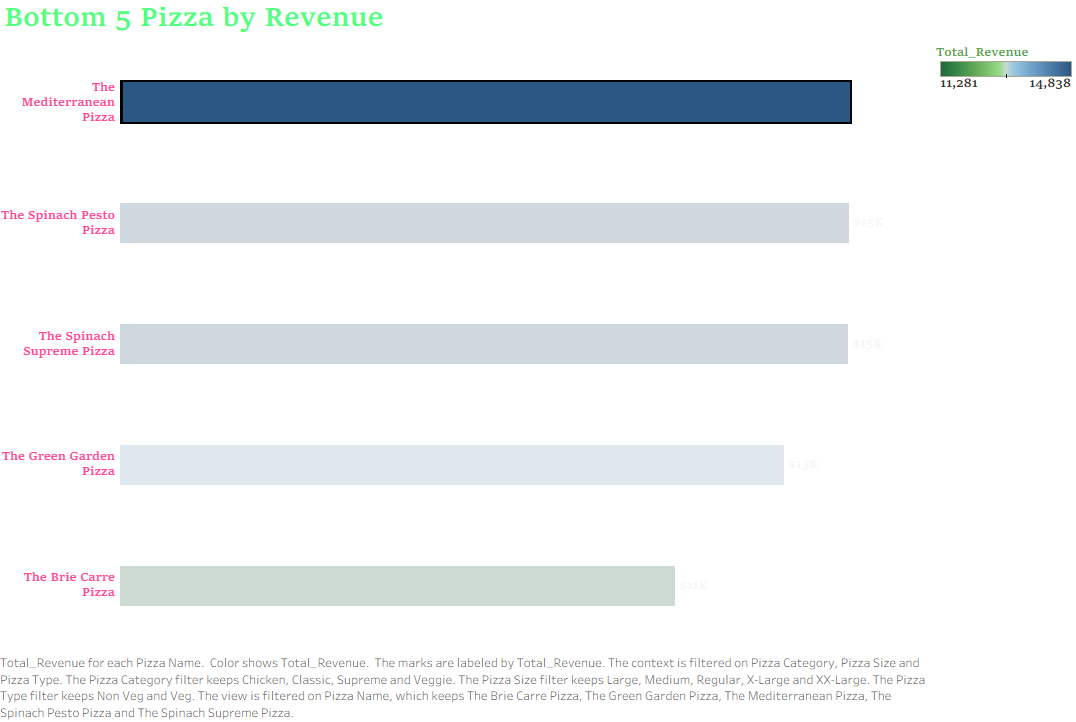 Bottom 5 Pizza by Revenue
Total_Revenue
11,281 14,838
The
Mediterranean
Pizza
The Spinach Pesto
Pizza
$15K
The Spinach
Supreme Pizza
$15K
The Green Garden
Pizza
$13K
The Brie Carre
Pizza
$11K
Total_Revenue for each Pizza Name.  Color shows Total_Revenue.  The marks are labeled by Total_Revenue. The context is filtered on Pizza Category, Pizza Size and
Pizza Type. The Pizza Category filter keeps Chicken, Classic, Supreme and Veggie. The Pizza Size filter keeps Large, Medium, Regular, X-Large and XX-Large. The Pizza
Type filter keeps Non Veg and Veg. The view is filtered on Pizza Name, which keeps The Brie Carre Pizza, The Green Garden Pizza, The Mediterranean Pizza, The
Spinach Pesto Pizza and The Spinach Supreme Pizza.